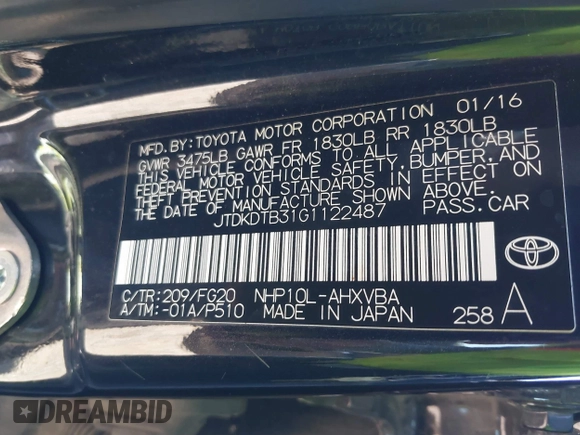 MFD. BY: TOYOTA MOTOR CORPORATION 01/16
GVWR 3475LB GAWR FR 1830LB RR 1830LB
THIS VEHICLE CONFORMS TO ALL APPLICABLE
FEDERAL MOTOR VEHICLE SAFETY, BUMPER, AND
THEFT PREVENTION STANDARDS IN EFFECT ON
THE DATE OF MANUFACTURE SHOWN ABOVE.
JTDKDTB31G1122487 PASS. CAR
C/TR: 209/FG20 NHP10L-AHXVBA
A/TM: -01A/P510 MADE IN JAPAN 258 A
DREAMBID